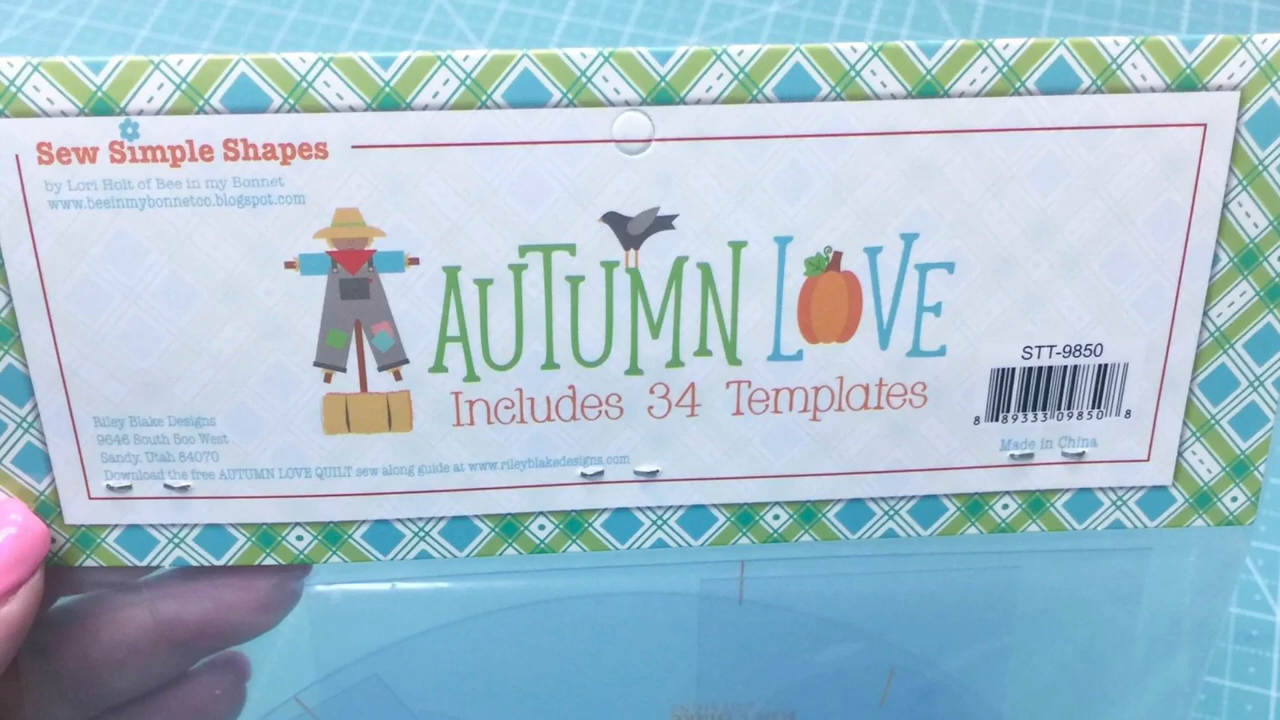 Sew Simple Shapes
by Lori Holt of Bee in my Bonnet
www.beeinmybonnetco.blogspot.com
AUTUMN LOVE
Includes 34 Templates
STT-9850
8 89333 09850 8
Made in China
Riley Blake Designs
9646 South 500 West
Sandy, Utah 84070
Download the free AUTUMN LOVE QUILT sew along guide at www.rileyblakedesigns.com